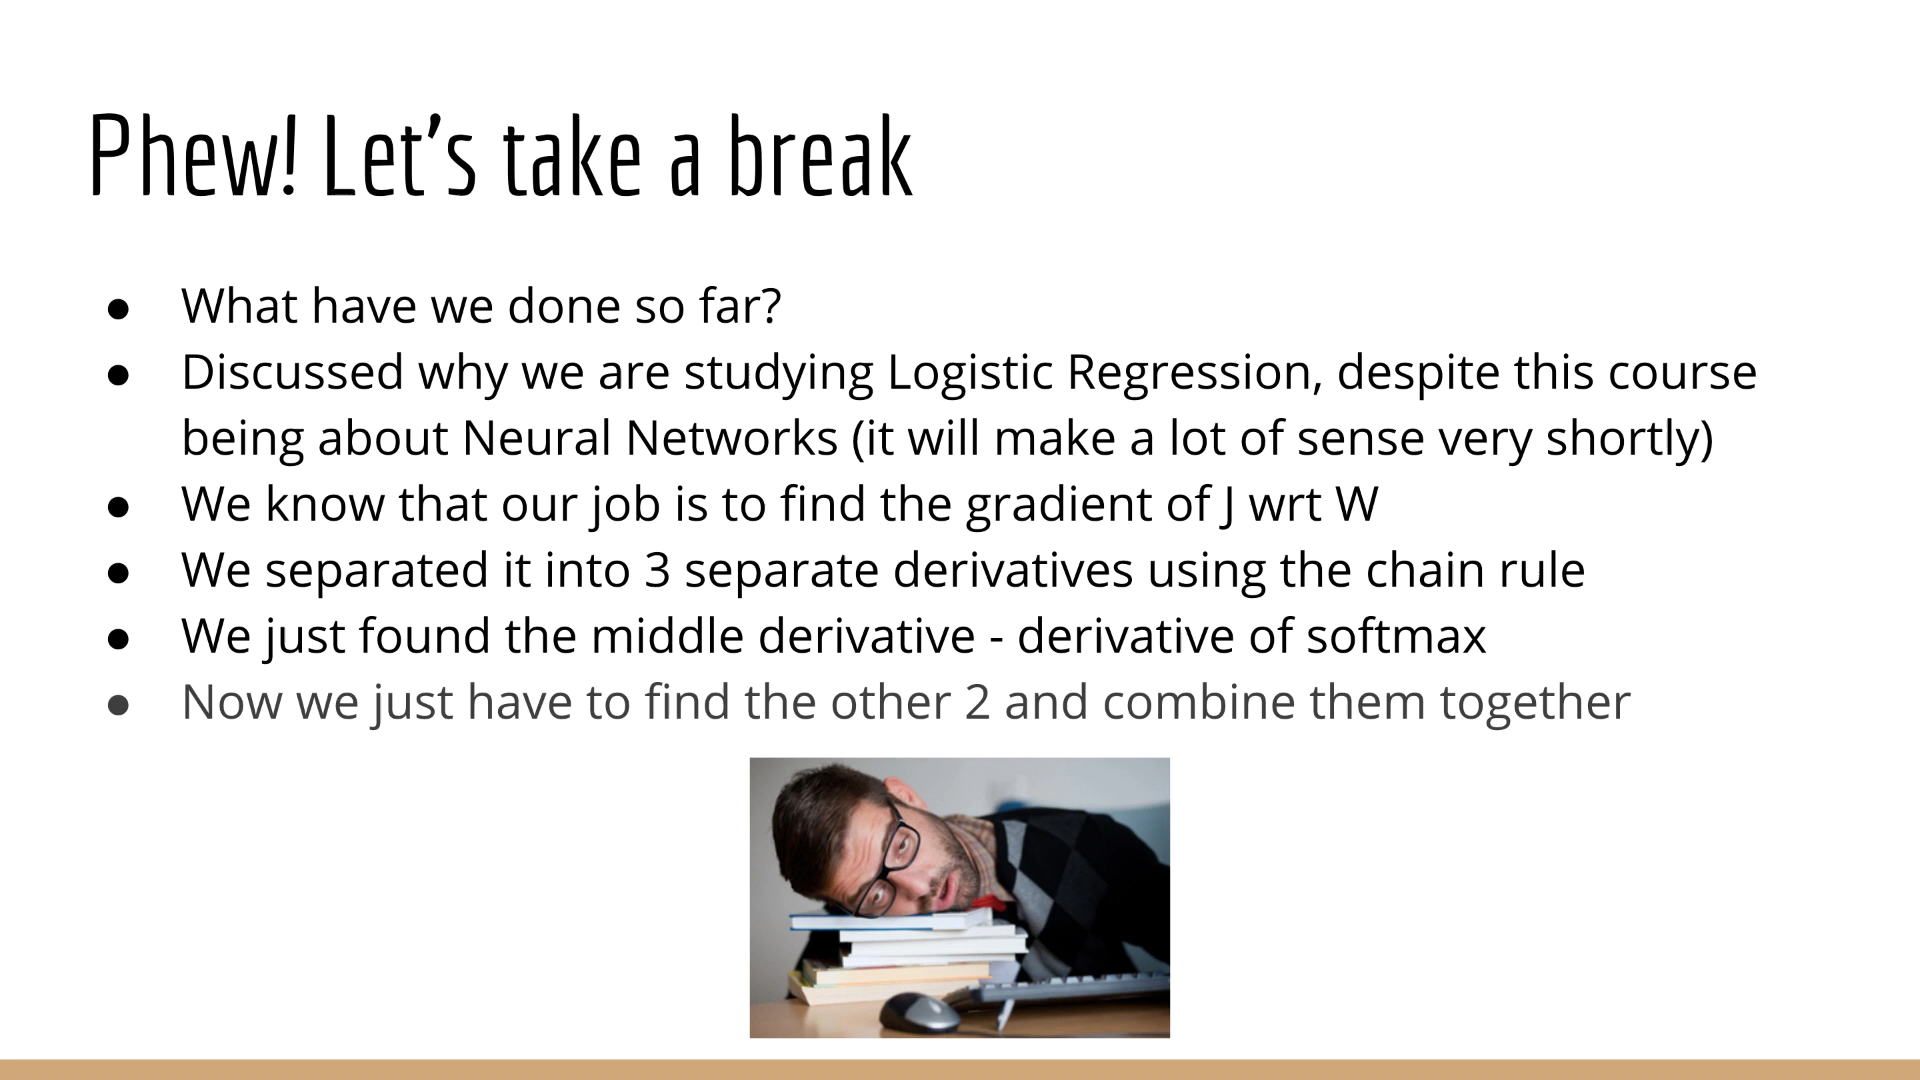 Phew! Let's take a break
● What have we done so far?
● Discussed why we are studying Logistic Regression, despite this course
being about Neural Networks (it will make a lot of sense very shortly)
● We know that our job is to find the gradient of J wrt W
● We separated it into 3 separate derivatives using the chain rule
● We just found the middle derivative - derivative of softmax
● Now we just have to find the other 2 and combine them together